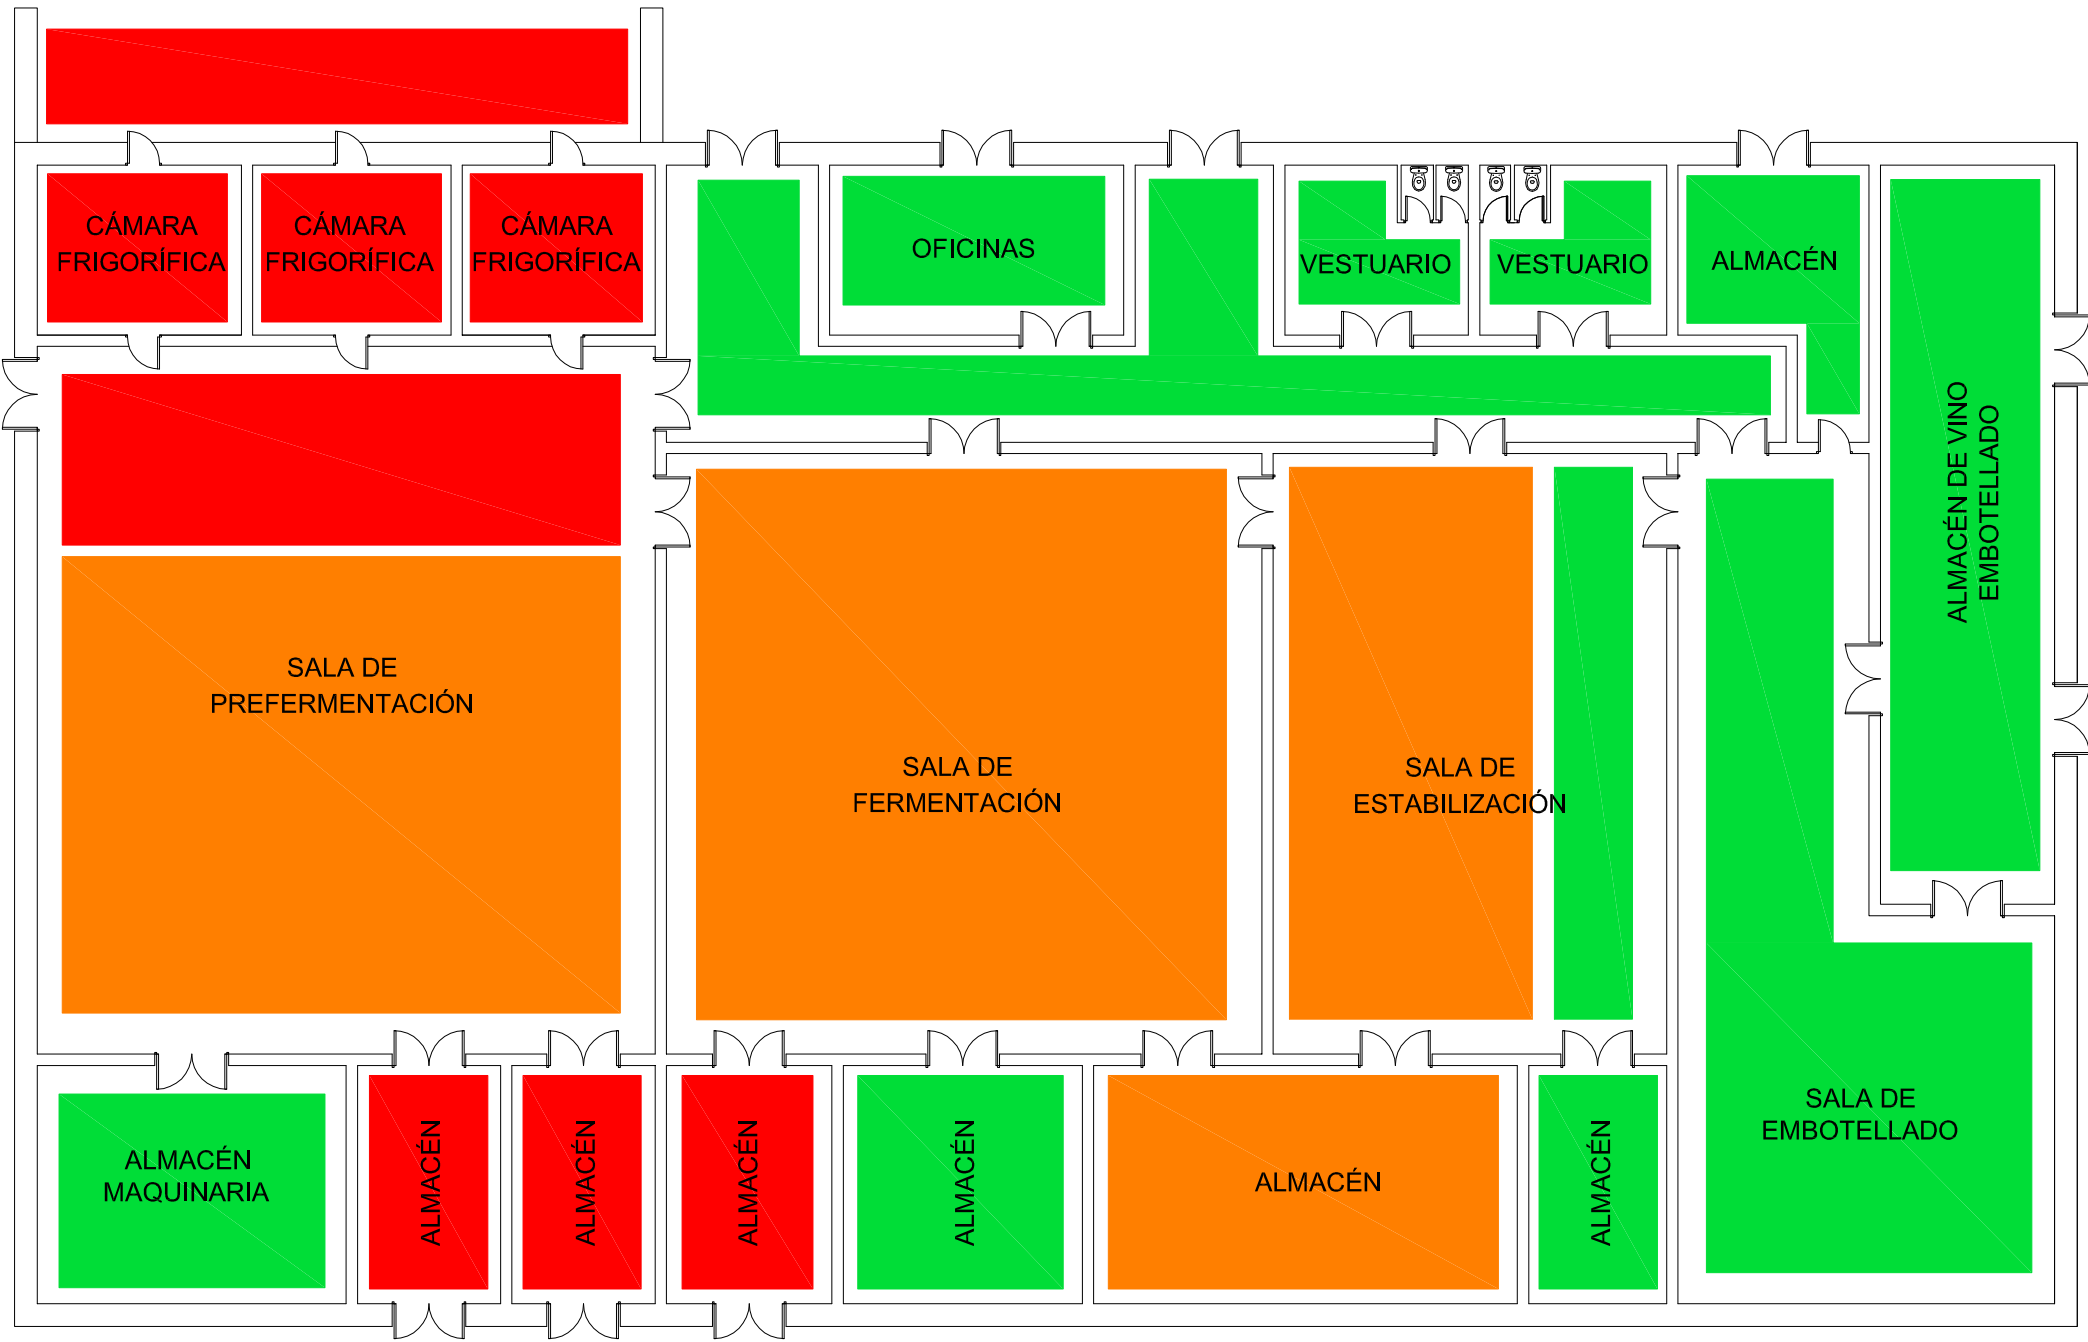 CÁMARA
FRIGORÍFICA
CÁMARA
FRIGORÍFICA
CÁMARA
FRIGORÍFICA
OFICINAS
VESTUARIO
VESTUARIO
ALMACÉN
ALMACÉN DE VINO
EMBOTELLADO
SALA DE
PREFERMENTACIÓN
SALA DE
FERMENTACIÓN
SALA DE
ESTABILIZACIÓN
SALA DE
EMBOTELLADO
ALMACÉN
MAQUINARIA
ALMACÉN
ALMACÉN
ALMACÉN
ALMACÉN
ALMACÉN
ALMACÉN